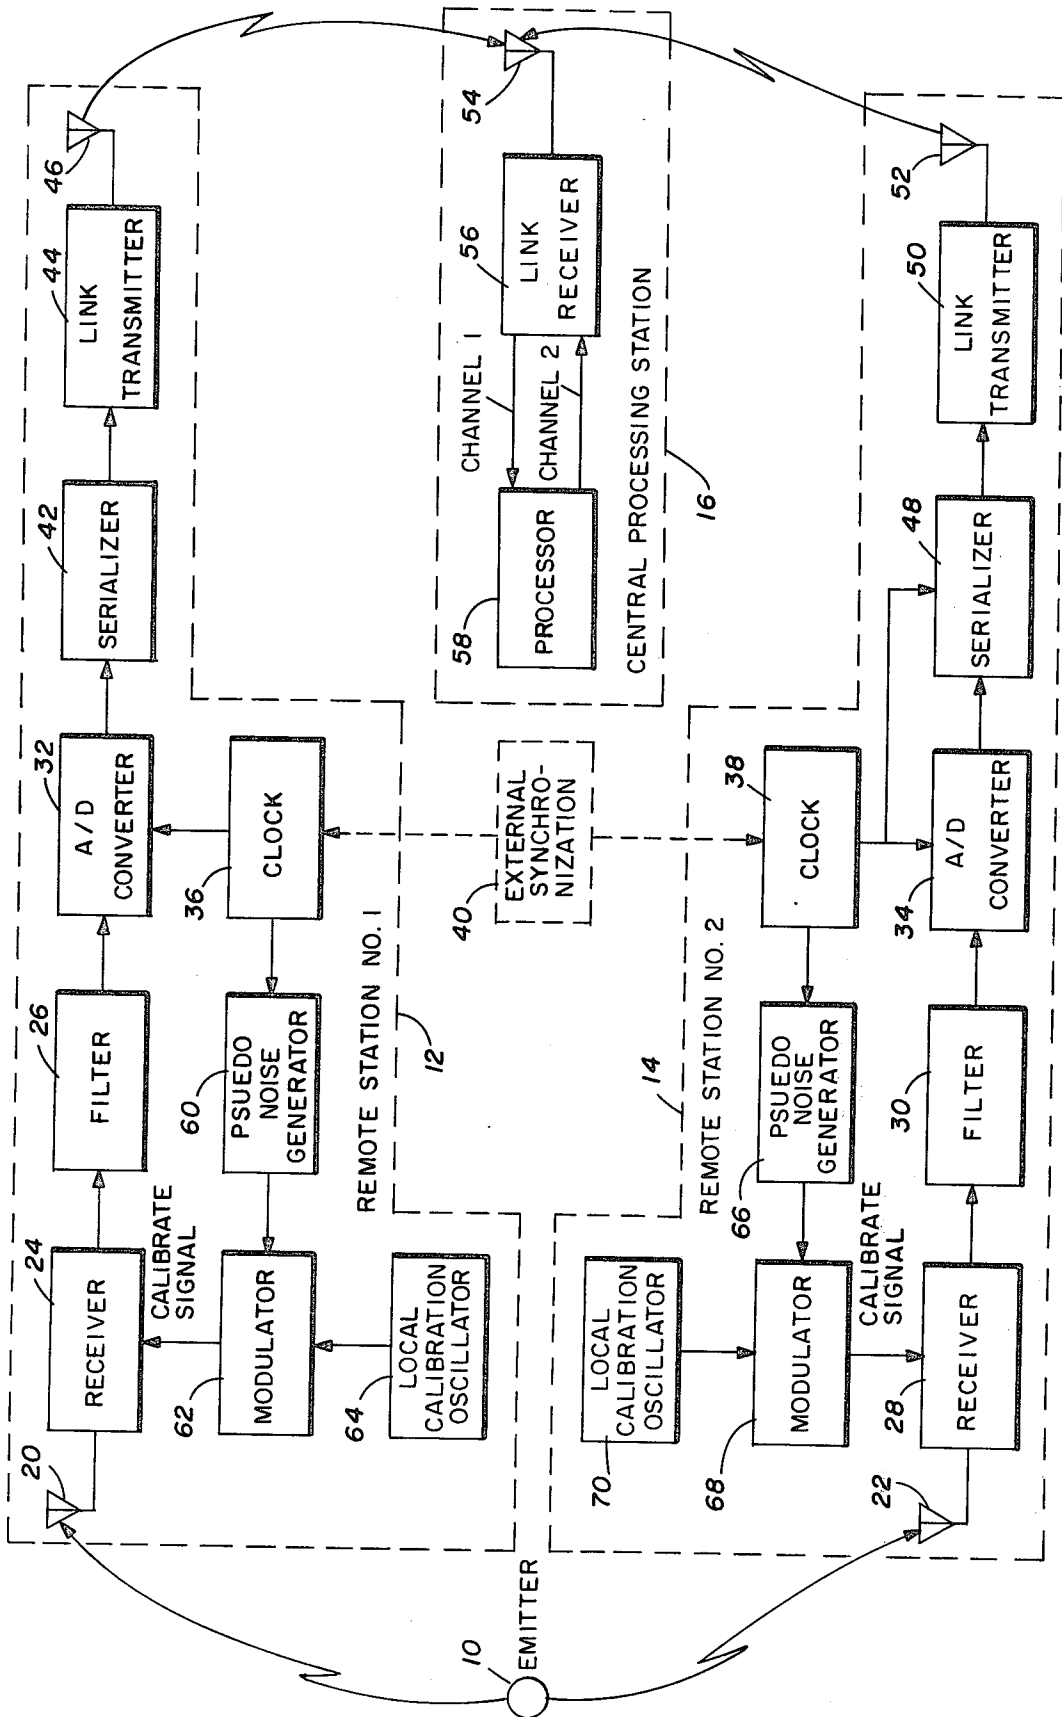 20
24
RECEIVER
26
FILTER
32
A/D
CONVERTER
42
SERIALIZER
44
LINK
TRANSMITTER
46
CALIBRATE
SIGNAL
62
MODULATOR
60
PSUEDO
NOISE
GENERATOR
36
CLOCK
64
LOCAL
CALIBRATION
OSCILLATOR
REMOTE STATION NO. 1
12
10
EMITTER
40
EXTERNAL
SYNCHRO-
NIZATION
58
PROCESSOR
CHANNEL 1
CHANNEL 2
56
LINK
RECEIVER
54
CENTRAL PROCESSING STATION
16
14
REMOTE STATION NO. 2
70
LOCAL
CALIBRATION
OSCILLATOR
68
MODULATOR
66
PSUEDO
NOISE
GENERATOR
38
CLOCK
CALIBRATE
SIGNAL
22
28
RECEIVER
30
FILTER
34
A/D
CONVERTER
48
SERIALIZER
50
LINK
TRANSMITTER
52